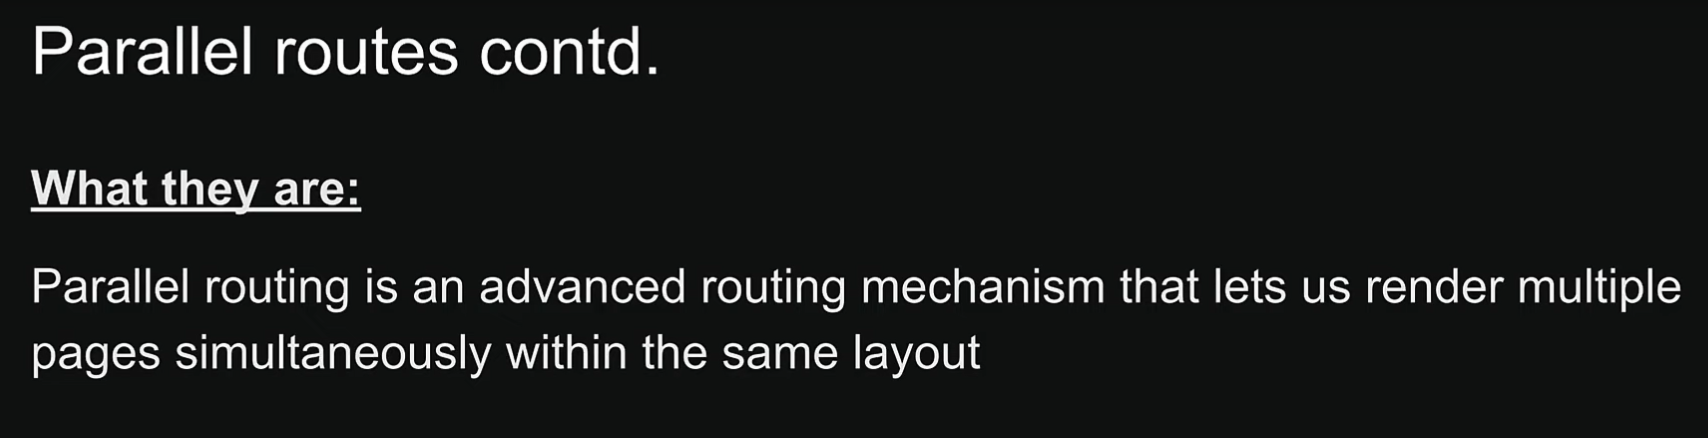 Parallel routes contd.
What they are:
Parallel routing is an advanced routing mechanism that lets us render multiple
pages simultaneously within the same layout